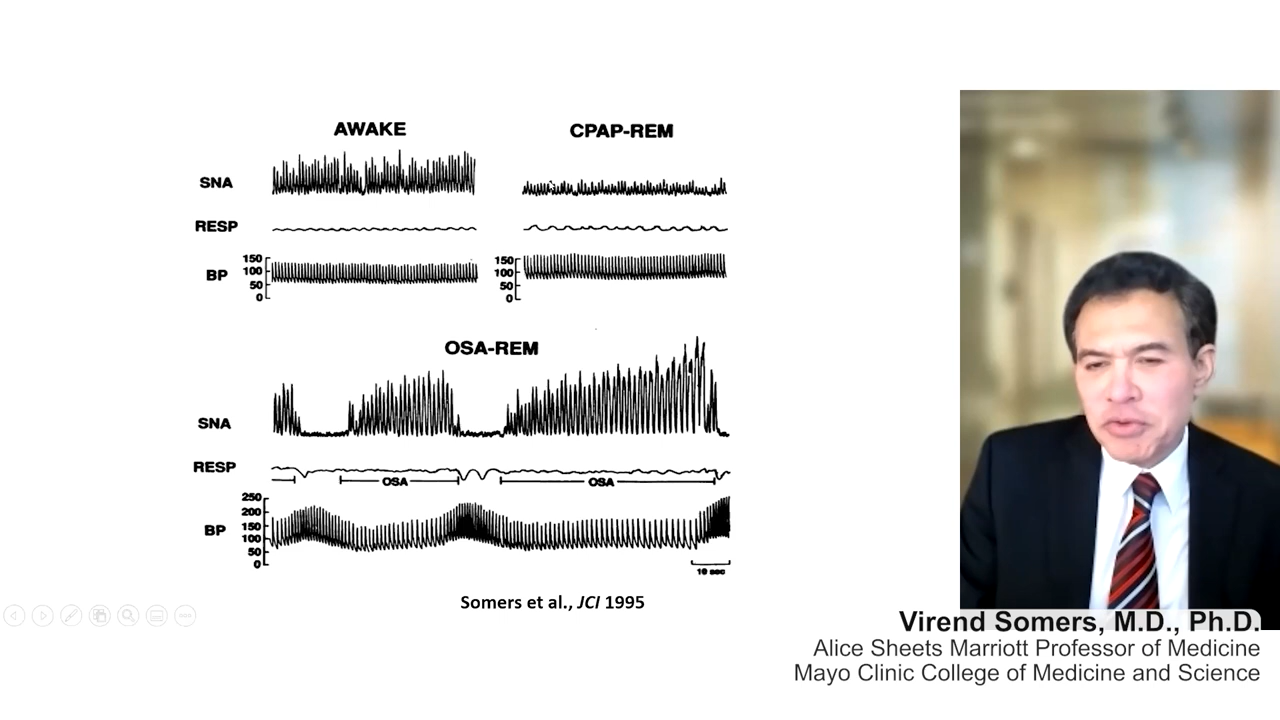 AWAKE
CPAP-REM
SNA
RESP
BP
150
100
50
0
150
100
50
0
OSA-REM
SNA
RESP
OSA
OSA
BP
250
200
150
100
50
0
10 sec
Somers et al., JCI 1995
Virend Somers, M.D., Ph.D.
Alice Sheets Marriott Professor of Medicine
Mayo Clinic College of Medicine and Science